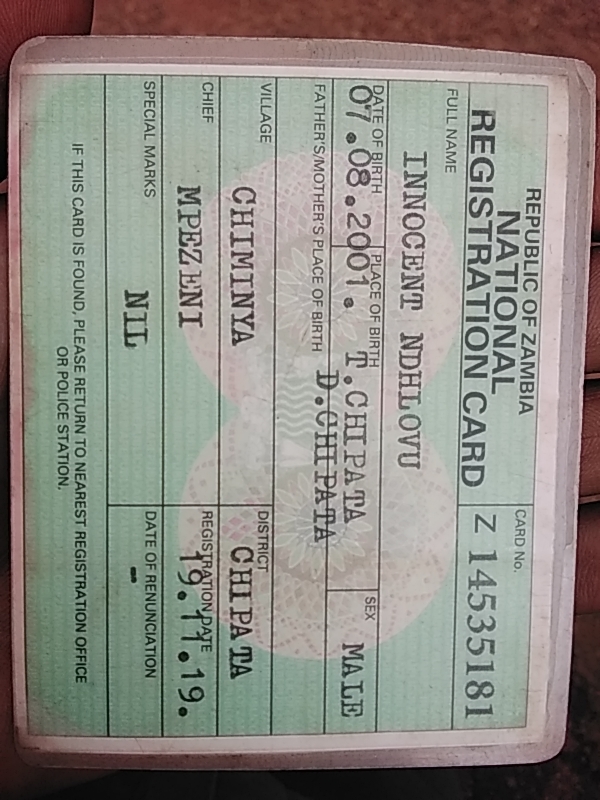 REPUBLIC OF ZAMBIA
NATIONAL
REGISTRATION CARD
CARD No.
Z 14535181
FULL NAME
INNOCENT NDHLOVU
DATE OF BIRTH
07.08.2001.
PLACE OF BIRTH
T.CHIPATA
SEX
MALE
FATHER'S/MOTHER'S PLACE OF BIRTH
D.CHIPATA
VILLAGE
CHIMINYA
DISTRICT
CHIPATA
CHIEF
MPEZENI
REGISTRATION DATE
19.11.19.
SPECIAL MARKS
NIL
DATE OF RENUNCIATION
-
IF THIS CARD IS FOUND, PLEASE RETURN TO NEAREST REGISTRATION OFFICE
OR POLICE STATION.